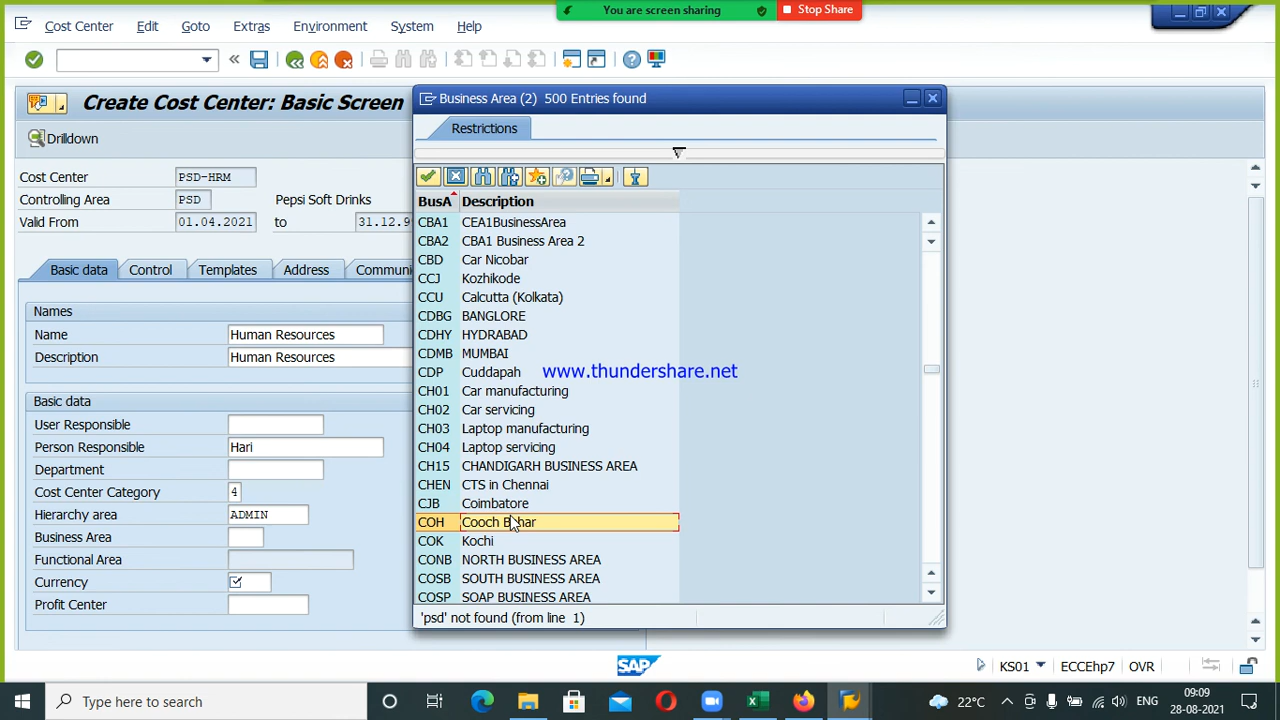 You are screen sharing
Stop Share
Cost Center Edit Goto Extras Environment System Help
Create Cost Center: Basic Screen
Drilldown
Cost Center PSD-HRM
Controlling Area PSD Pepsi Soft Drinks
Valid From 01.04.2021 to
Basic data Control Templates Address
Names
Name Human Resources
Description Human Resources
Basic data
User Responsible
Person Responsible Hari
Department
Cost Center Category 4
Hierarchy area ADMIN
Business Area
Functional Area
Currency
Profit Center
Business Area (2) 500 Entries found
Restrictions
BusA Description
CBA1 CEA1BusinessArea
CBA2 CBA1 Business Area 2
CBD Car Nicobar
CCJ Kozhikode
CCU Calcutta (Kolkata)
CDBG BANGLORE
CDHY HYDRABAD
CDMB MUMBAI
CDP Cuddapah
www.thundershare.net
CH01 Car manufacturing
CH02 Car servicing
CH03 Laptop manufacturing
CH04 Laptop servicing
CH15 CHANDIGARH BUSINESS AREA
CHEN CTS in Chennai
CJB Coimbatore
COH Cooch
COK Kochi
CONB NORTH BUSINESS AREA
COSB SOUTH BUSINESS AREA
COSP SOAP BUSINESS AREA
'psd' not found (from line 1)
SAP
KS01 ECCEhp7 OVR
Type here to search
22°C
ENG
09:09
28-08-2021